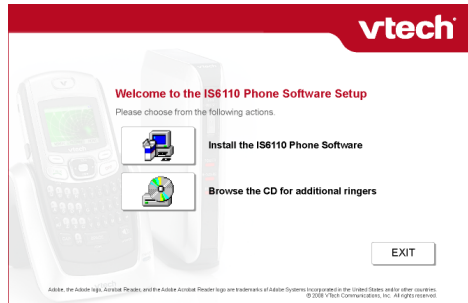 vtech
Welcome to the IS6110 Phone Software Setup
Please choose from the following actions.
Install the IS6110 Phone Software
Browse the CD for additional ringers
EXIT
Adobe, the Adobe logo, Acrobat Reader, and the Adobe Acrobat Reader logo are trademarks of Adobe Systems Incorporated in the United States and/or other countries.
© 2008 VTech Communications, Inc. All rights reserved